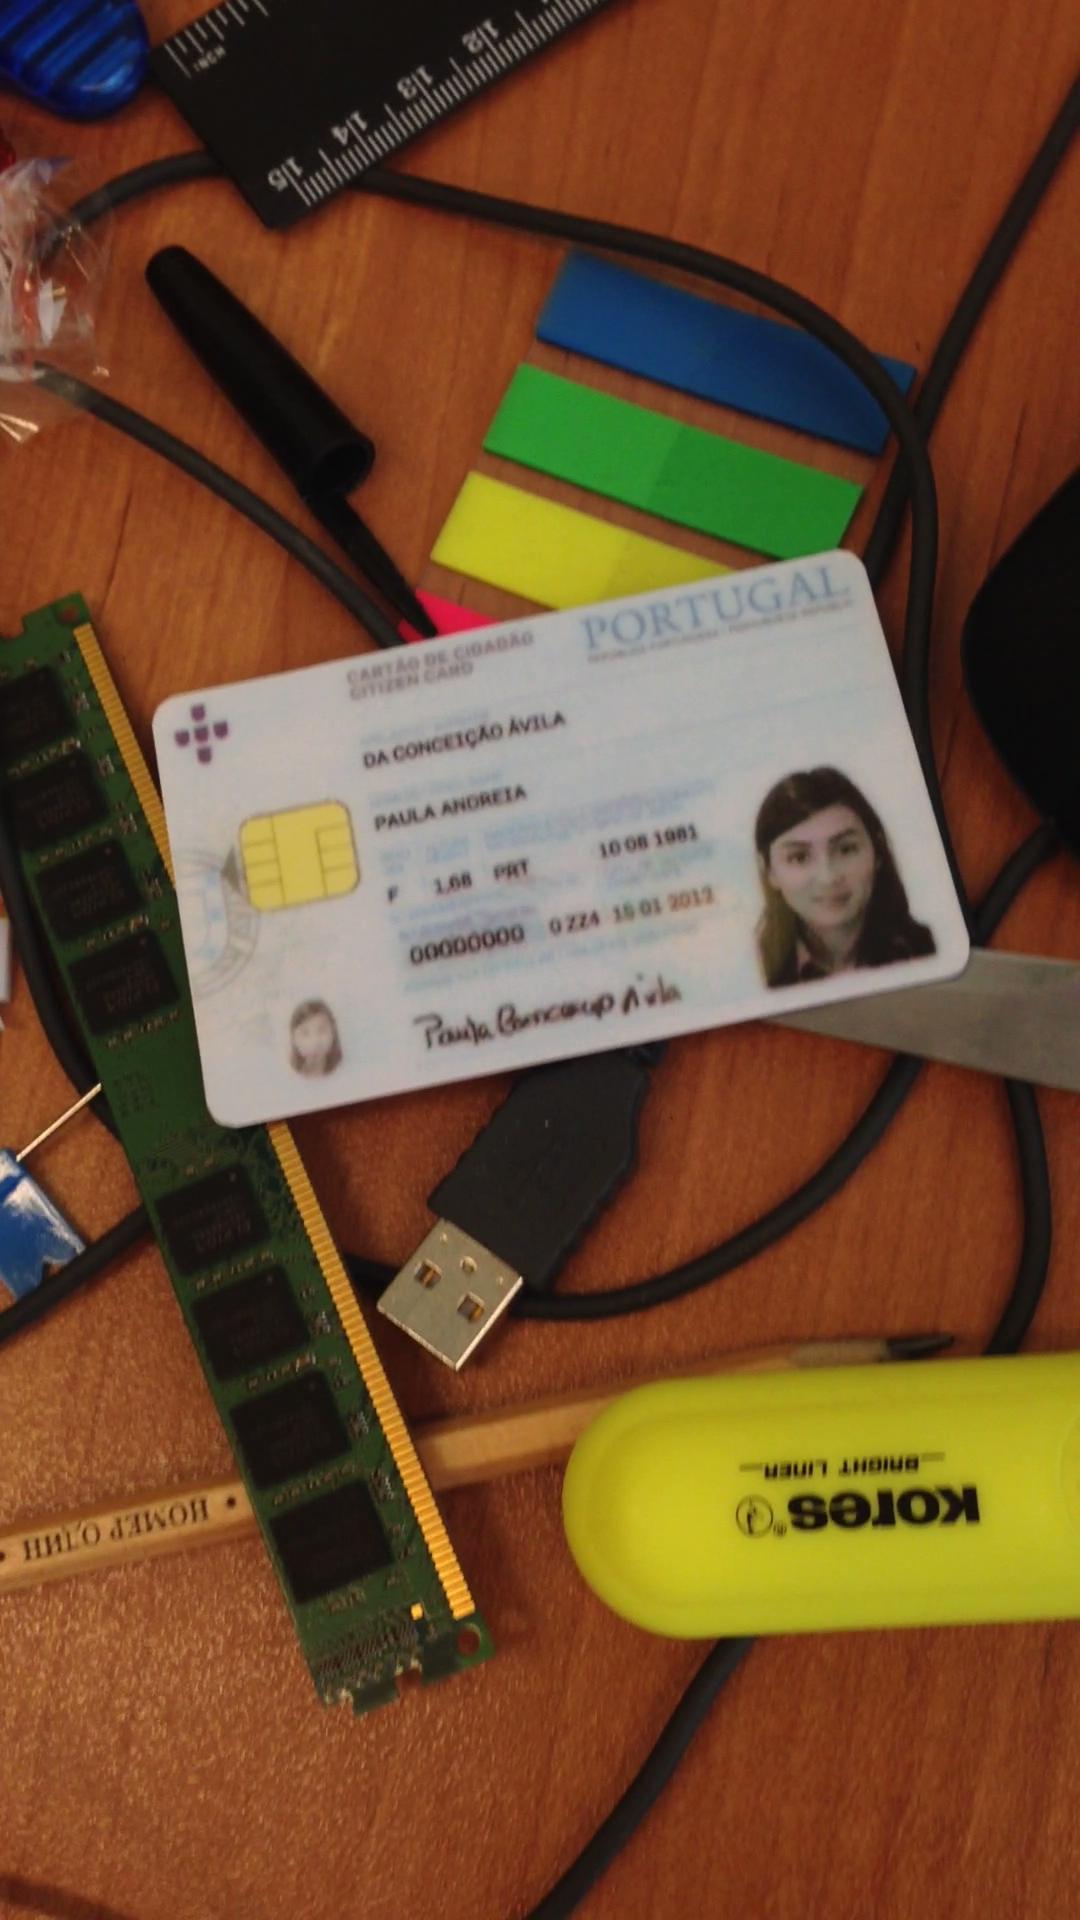 INCH
12
13
14
15
CARTÃO DE CIDADÃO
CITIZEN CARD
PORTUGAL
DA CONCEIÇÃO ÁVILA
PAULA ANDREIA
F 1,68 PRT 10 08 1981
00000000 0 ZZ4 15 01 2012
Paula Conceição Ávila
НОМЕР ОДИН
Kores®
BRIGHT LINER